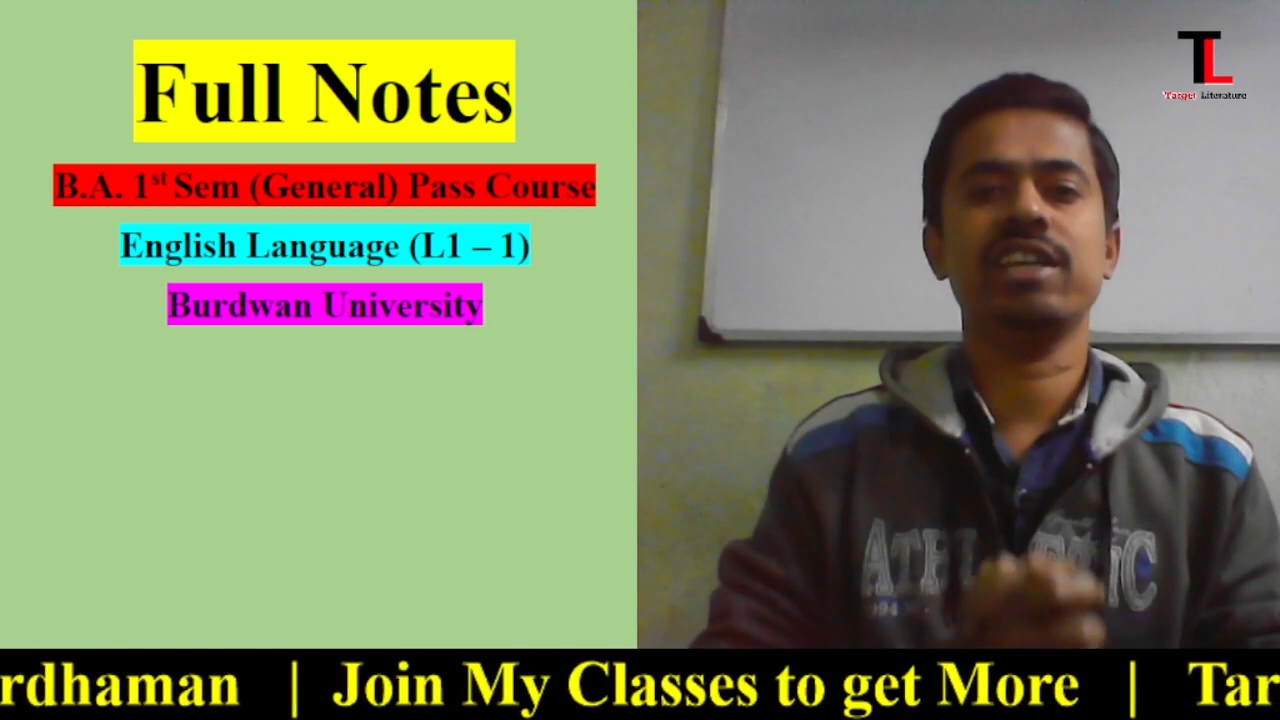 Full Notes
B.A. 1st Sem (General) Pass Course
English Language (L1 – 1)
Burdwan University
TL
Target Literature
rdhaman | Join My Classes to get More | Tar